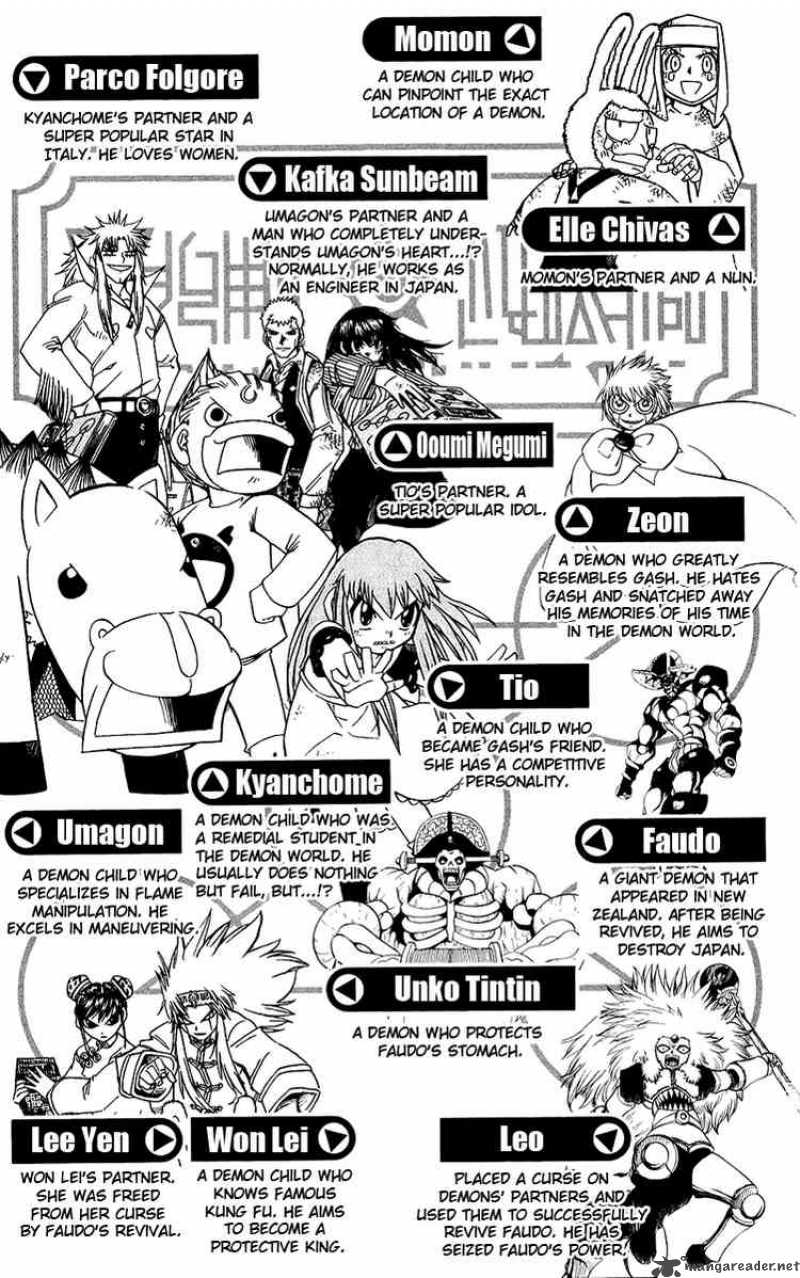 Momon
A DEMON CHILD WHO
CAN PINPOINT THE EXACT
LOCATION OF A DEMON.
Parco Folgore
KYANCHOME'S PARTNER AND A
SUPER POPULAR STAR IN
ITALY. HE LOVES WOMEN.
Kafka Sunbeam
UMAGON'S PARTNER AND A
MAN WHO COMPLETELY UNDER-
STANDS UMAGON'S HEART...!?
NORMALLY, HE WORKS AS
AN ENGINEER IN JAPAN.
Elle Chivas
MOMON'S PARTNER AND A NUN.
Ooumi Megumi
TIO'S PARTNER. A
SUPER POPULAR IDOL.
Zeon
A DEMON WHO GREATLY
RESEMBLES GASH. HE HATES
GASH AND SNATCHED AWAY
HIS MEMORIES OF HIS TIME
IN THE DEMON WORLD.
Tio
A DEMON CHILD WHO
BECAME GASH'S FRIEND.
SHE HAS A COMPETITIVE
PERSONALITY.
Kyanchome
A DEMON CHILD WHO WAS
A REMEDIAL STUDENT IN
THE DEMON WORLD. HE
USUALLY DOES NOTHING
BUT FAIL, BUT...!?
Umagon
A DEMON CHILD WHO
SPECIALIZES IN FLAME
MANIPULATION. HE
EXCELS IN MANEUVERING.
Faudo
A GIANT DEMON THAT
APPEARED IN NEW
ZEALAND. AFTER BEING
REVIVED, HE AIMS TO
DESTROY JAPAN.
Unko Tintin
A DEMON WHO PROTECTS
FAUDO'S STOMACH.
Lee Yen
WON LEI'S PARTNER.
SHE WAS FREED
FROM HER CURSE
BY FAUDO'S REVIVAL.
Won Lei
A DEMON CHILD WHO
KNOWS FAMOUS
KUNG FU. HE AIMS
TO BECOME A
PROTECTIVE KING.
Leo
PLACED A CURSE ON
DEMONS' PARTNERS AND
USED THEM TO SUCCESSFULLY
REVIVE FAUDO. HE HAS
SEIZED FAUDO'S POWER.
mangareader.net